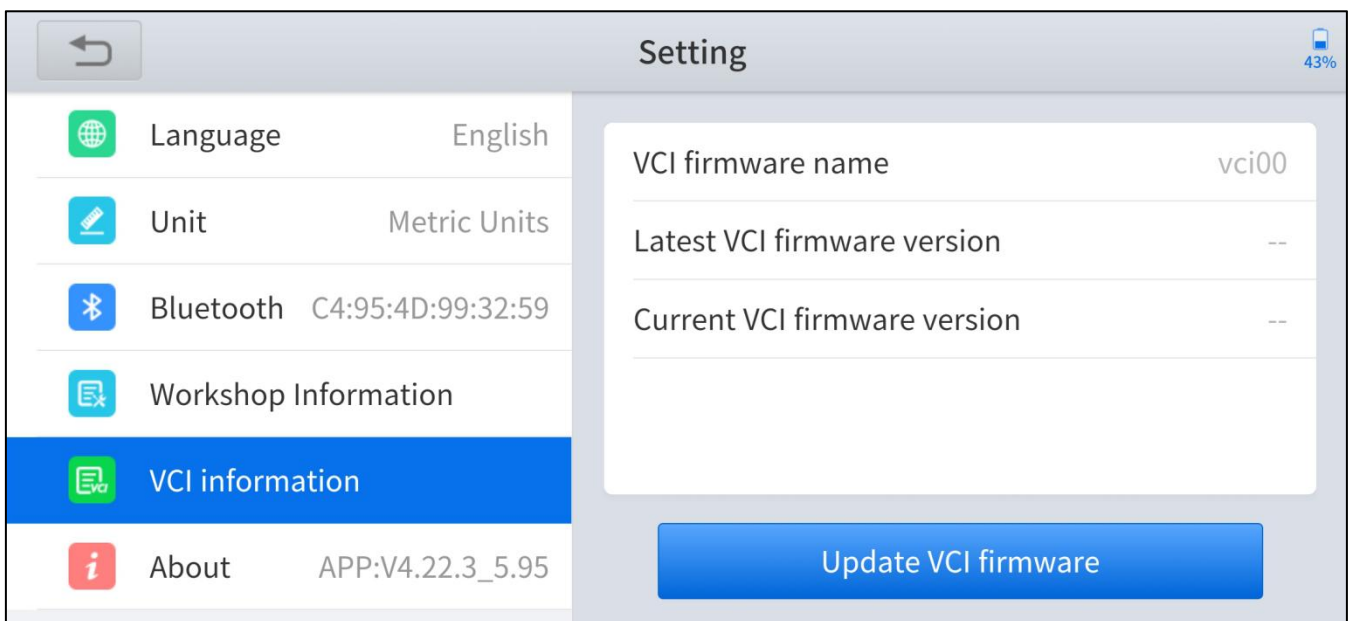 Setting
43%
Language English
Unit Metric Units
Bluetooth C4:95:4D:99:32:59
Workshop Information
VCI information
About APP:V4.22.3_5.95
VCI firmware name vci00
Latest VCI firmware version --
Current VCI firmware version --
Update VCI firmware